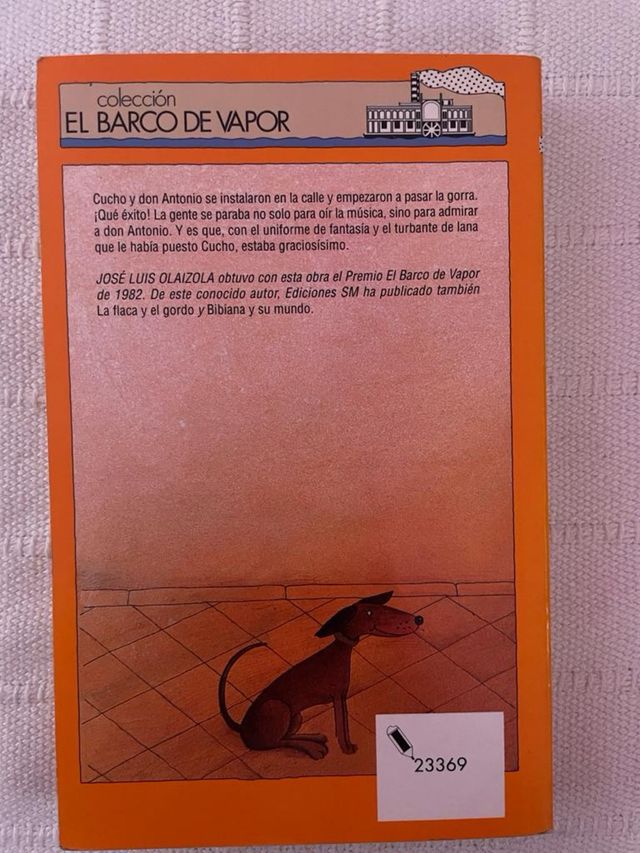 colección
EL BARCO DE VAPOR
Cucho y don Antonio se instalaron en la calle y empezaron a pasar la gorra.
¡Qué éxito! La gente se paraba no solo para oír la música, sino para admirar
a don Antonio. Y es que, con el uniforme de fantasía y el turbante de lana
que le había puesto Cucho, estaba graciosísimo.
JOSÉ LUIS OLAIZOLA obtuvo con esta obra el Premio El Barco de Vapor
de 1982. De este conocido autor, Ediciones SM ha publicado también
La flaca y el gordo y Bibiana y su mundo.
23369